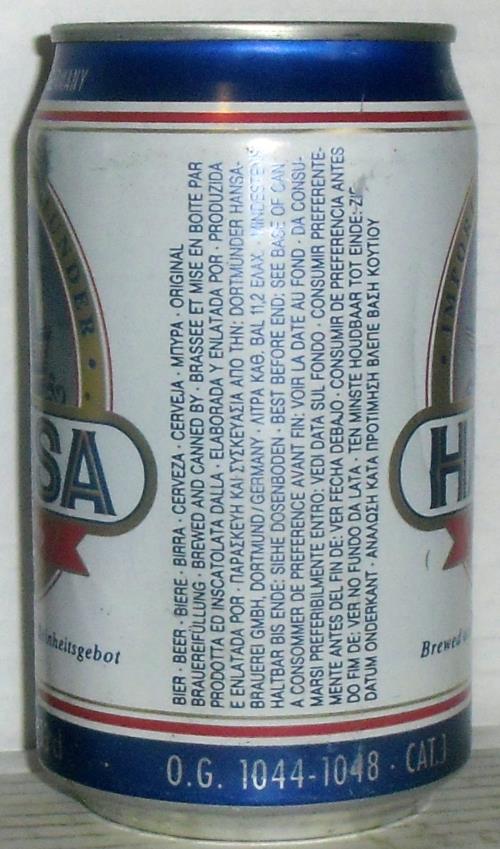 GERMANY
MUNDER
IMPOR
SA
H
BIER · BEER · BIERE · BIRRA · CERVEZA · CERVEJA · ΜΠΥΡΑ · ORIGINAL
BRAUEREIFÜLLUNG · BREWED AND CANNED BY · BRASSEE ET MISE EN BOITE PAR
PRODOTTA ED INSCATOLATA DALLA · ELABORADA Y ENLATADA POR · PRODUZIDA
E ENLATADA POR · ΠΑΡΑΣΚΕΥΗ ΚΑΙ ΣΥΣΚΕΥΑΣΙΑ ΑΠΟ ΤΗΝ: DORTMUNDER HANSA-
BRAUEREI GMBH, DORTMUND / GERMANY · ΛΙΤΡΑ ΚΑΘ. BAL 11,2 ΕΛΑΧ. · MINDESTENS
HALTBAR BIS ENDE: SIEHE DOSENBODEN · BEST BEFORE END: SEE BASE OF CAN,
A CONSOMMER DE PREFERENCE AVANT FIN: VOIR LA DATE AU FOND · DA CONSU-
MARSI PREFERIBILMENTE ENTRO: VEDI DATA SUL FONDO · CONSUMIR PREFERENTE-
MENTE ANTES DEL FIN DE: VER FECHA DEBAJO · CONSUMIR DE PREFERENCIA ANTES
DO FIM DE: VER NO FUNDO DA LATA · TEN MINSTE HOUDBAAR TOT EINDE: ZIE
DATUM ONDERKANT · ΑΝΑΛΩΣΗ ΚΑΤΑ ΠΡΟΤΙΜΗΣΗ ΒΛΕΠΕ ΒΑΣΗ ΚΟΥΤΙΟΥ
inheitsgebot
Brewed
O.G. 1044-1048 · CAT.